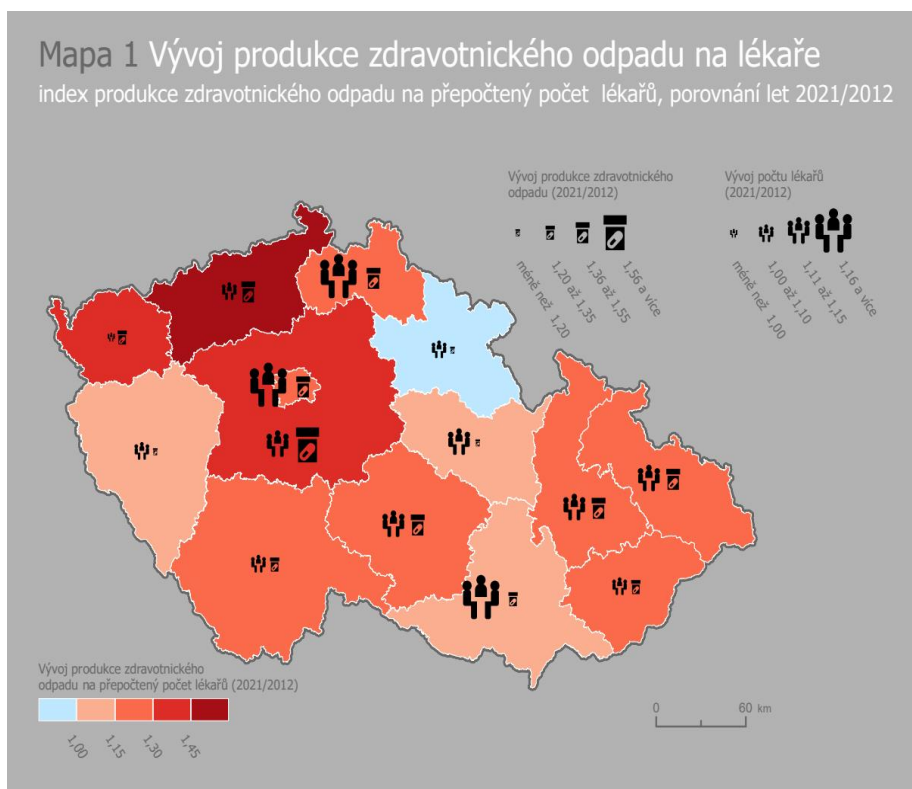 Mapa 1 Vývoj produkce zdravotnického odpadu na lékaře
index produkce zdravotnického odpadu na přepočtený počet lékařů, porovnání let 2021/2012
Vývoj produkce zdravotnického
odpadu (2021/2012)
méně než 1,20
1,20 až 1,35
1,36 až 1,55
1,56 a více
Vývoj počtu lékařů
(2021/2012)
méně než 1,00
1,00 až 1,10
1,11 až 1,15
1,16 a více
Vývoj produkce zdravotnického
odpadu na přepočtený počet lékařů (2021/2012)
1,00
1,15
1,30
1,45
0 60 km